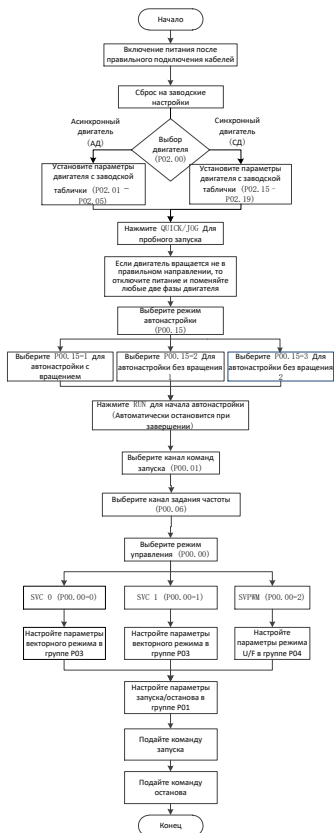 Начало
Включение питания после
правильного подключения кабелей
Сброс на заводские
настройки
Асинхронный
двигатель
(АД)
Синхронный
двигатель
(СД)
Выбор
двигателя
(P02.00)
Установите параметры
двигателя с заводской
таблички (P02.01 –
P02.05)
Установите параметры
двигателя с заводской
таблички (P02.15 -
P02.19)
Нажмите QUICK/JOG Для
пробного запуска
Если двигатель вращается не в
правильном направлении, то
отключите питание и поменяйте
любые две фазы двигателя
Выберите режим
автонастройки
(P00.15)
Выберите P00.15=1 для
автонастройки с
вращением
Выберите P00.15=2 Для
автонастройки без вращения
1
Выберите P00.15=3 Для
автонастройки без вращения
2
Нажмите RUN для начала автонастройки
(Автоматически остановится при
завершении)
Выберите канал команд
запуска (P00.01)
Выберите канал задания частоты
(P00.06)
Выберите режим
управления (P00.00)
SVC 0 (P00.00=0)
SVC 1 (P00.00=1)
SVPWM (P00.00=2)
Настройте параметры
векторного режима в
группе P03
Настройте параметры
векторного режима в
группе P03
Настройте
параметры режима
U/F в группе P04
Настройте параметры
запуска/останова в
группе P01
Подайте команду
запуска
Подайте команду
останова
Конец